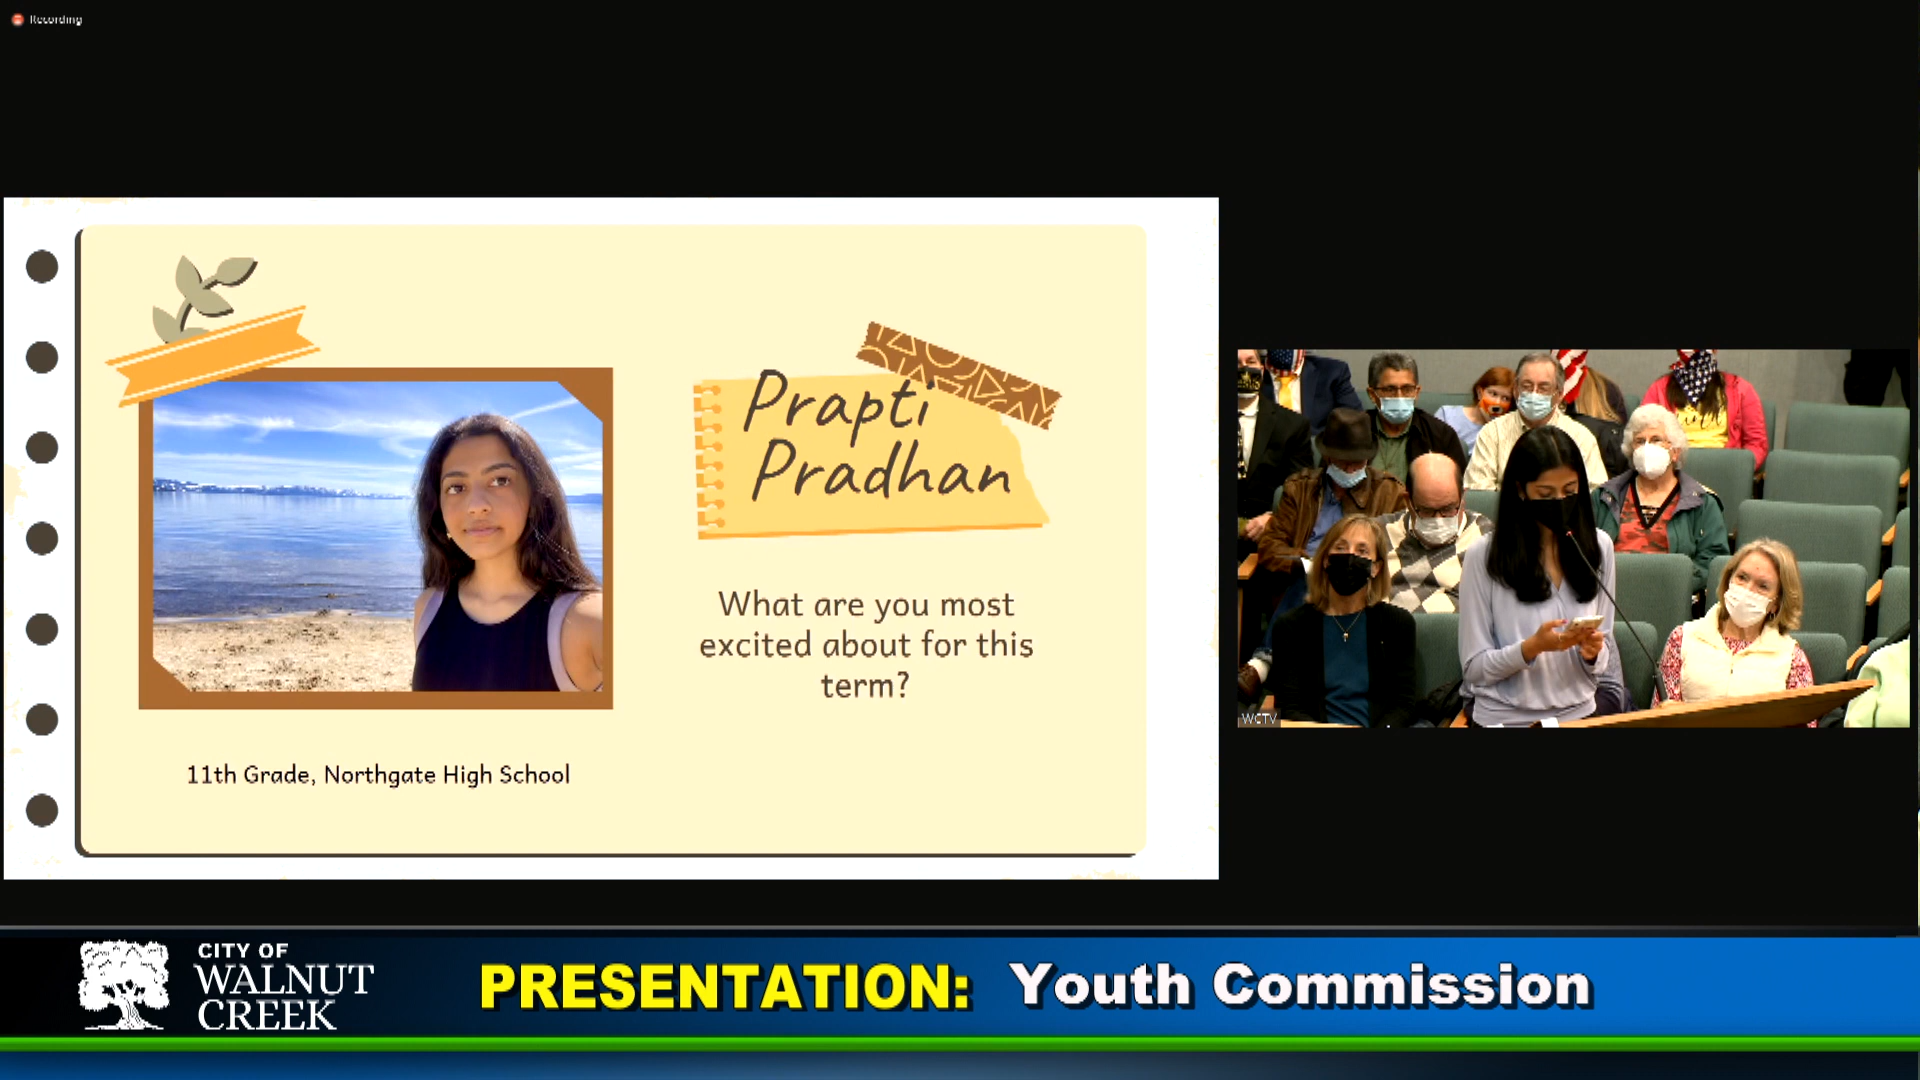 Recording
Prapti
Pradhan
What are you most
excited about for this
term?
11th Grade, Northgate High School
WCTV
CITY OF
WALNUT
CREEK
PRESENTATION: Youth Commission